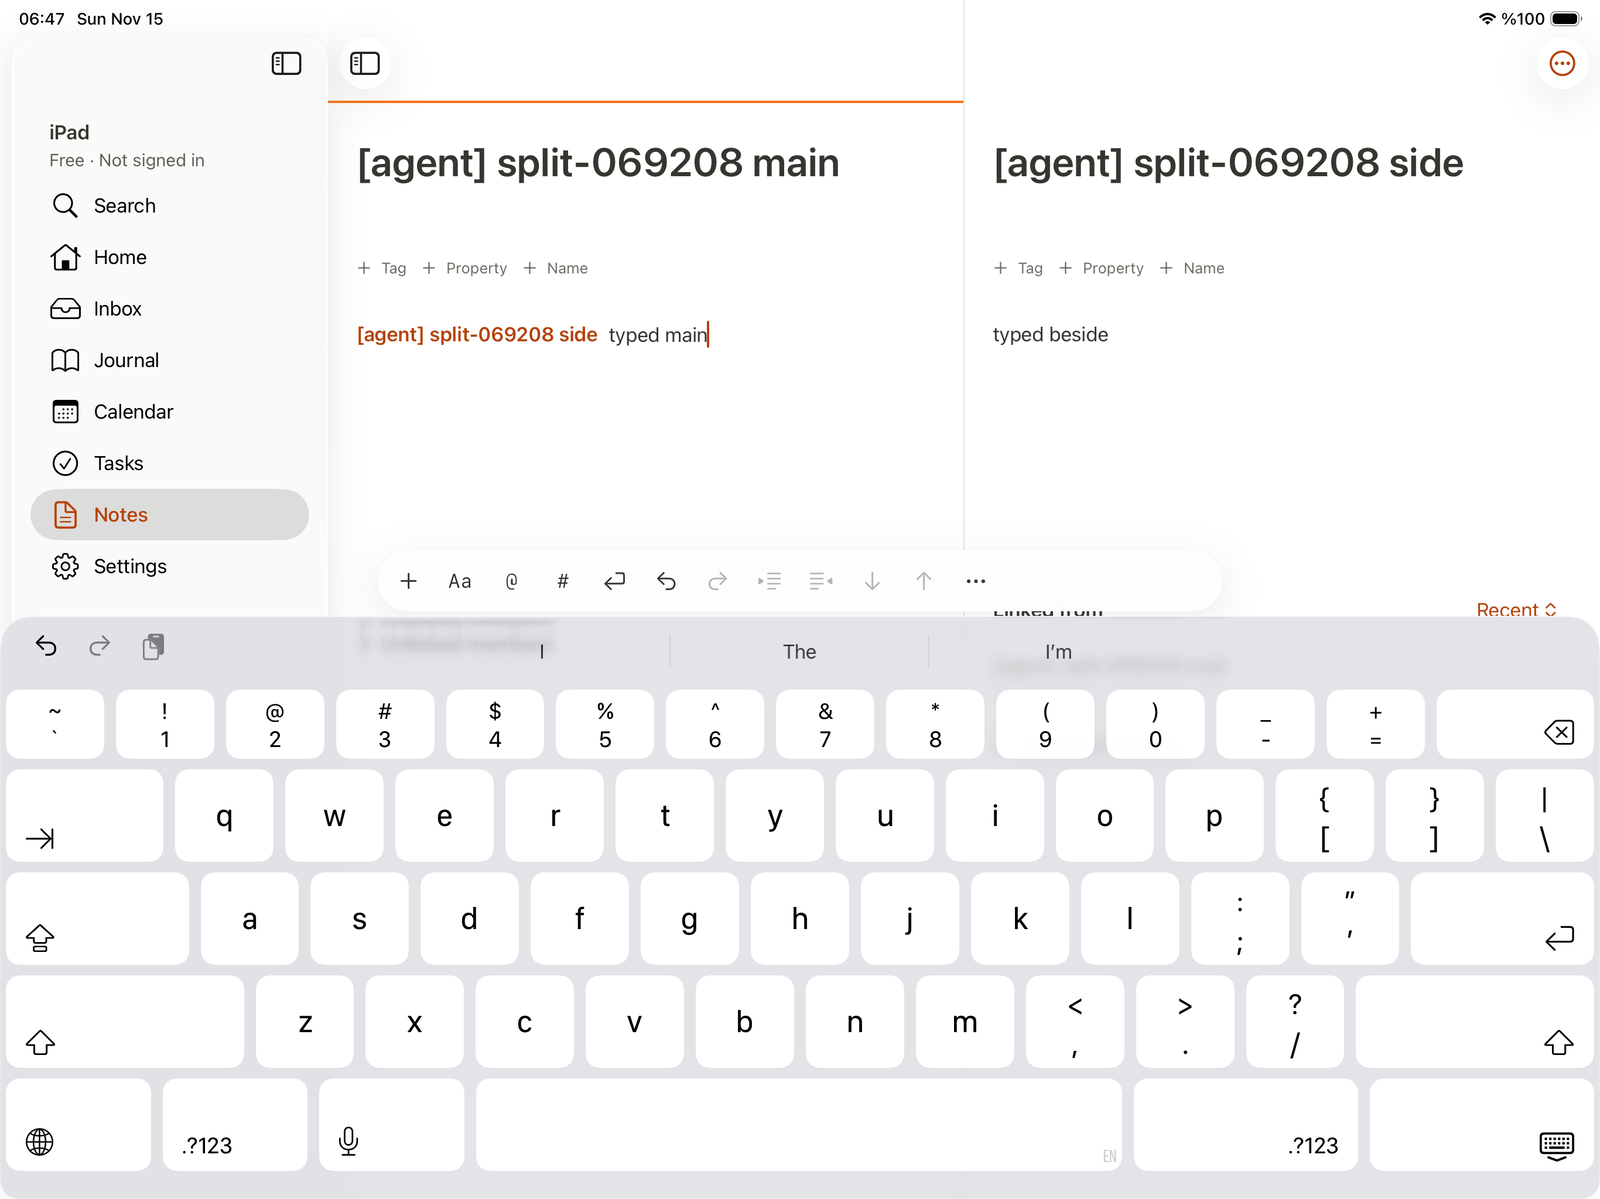 06:47 Sun Nov 15
%100
iPad
Free · Not signed in
Search
Home
Inbox
Journal
Calendar
Tasks
Notes
Settings
[agent] split-069208 main
+ Tag + Property + Name
[agent] split-069208 side typed main
[agent] split-069208 side
+ Tag + Property + Name
typed beside
+ Aa @ # ...
Linked from
Recent
I The I’m
~ ! @ # $ % ^ & * ( ) _ +
` 1 2 3 4 5 6 7 8 9 0 - =
q w e r t y u i o p { } |
[ ] \
a s d f g h j k l : "
; '
z x c v b n m < > ?
, . /
.?123 EN .?123